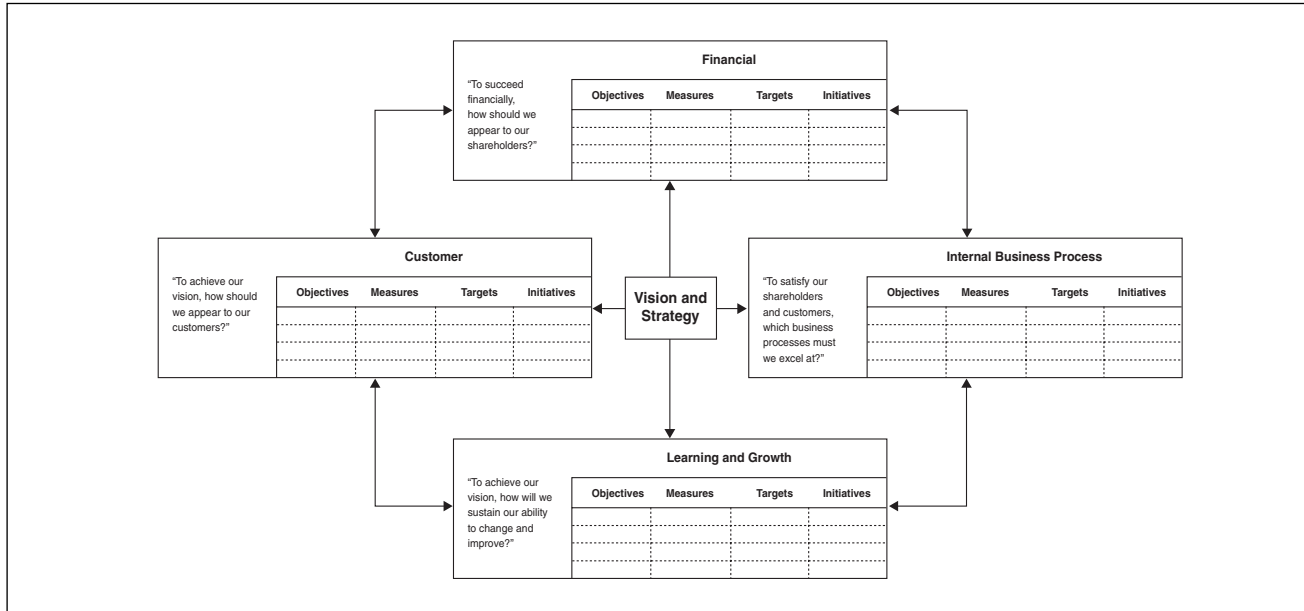 Financial
“To succeed
financially,
how should we
appear to our
shareholders?”
Objectives Measures Targets Initiatives
Customer
“To achieve our
vision, how should
we appear to our
customers?”
Objectives Measures Targets Initiatives
Vision and
Strategy
Internal Business Process
“To satisfy our
shareholders
and customers,
which business
processes must
we excel at?”
Objectives Measures Targets Initiatives
Learning and Growth
“To achieve our
vision, how will we
sustain our ability
to change and
improve?”
Objectives Measures Targets Initiatives